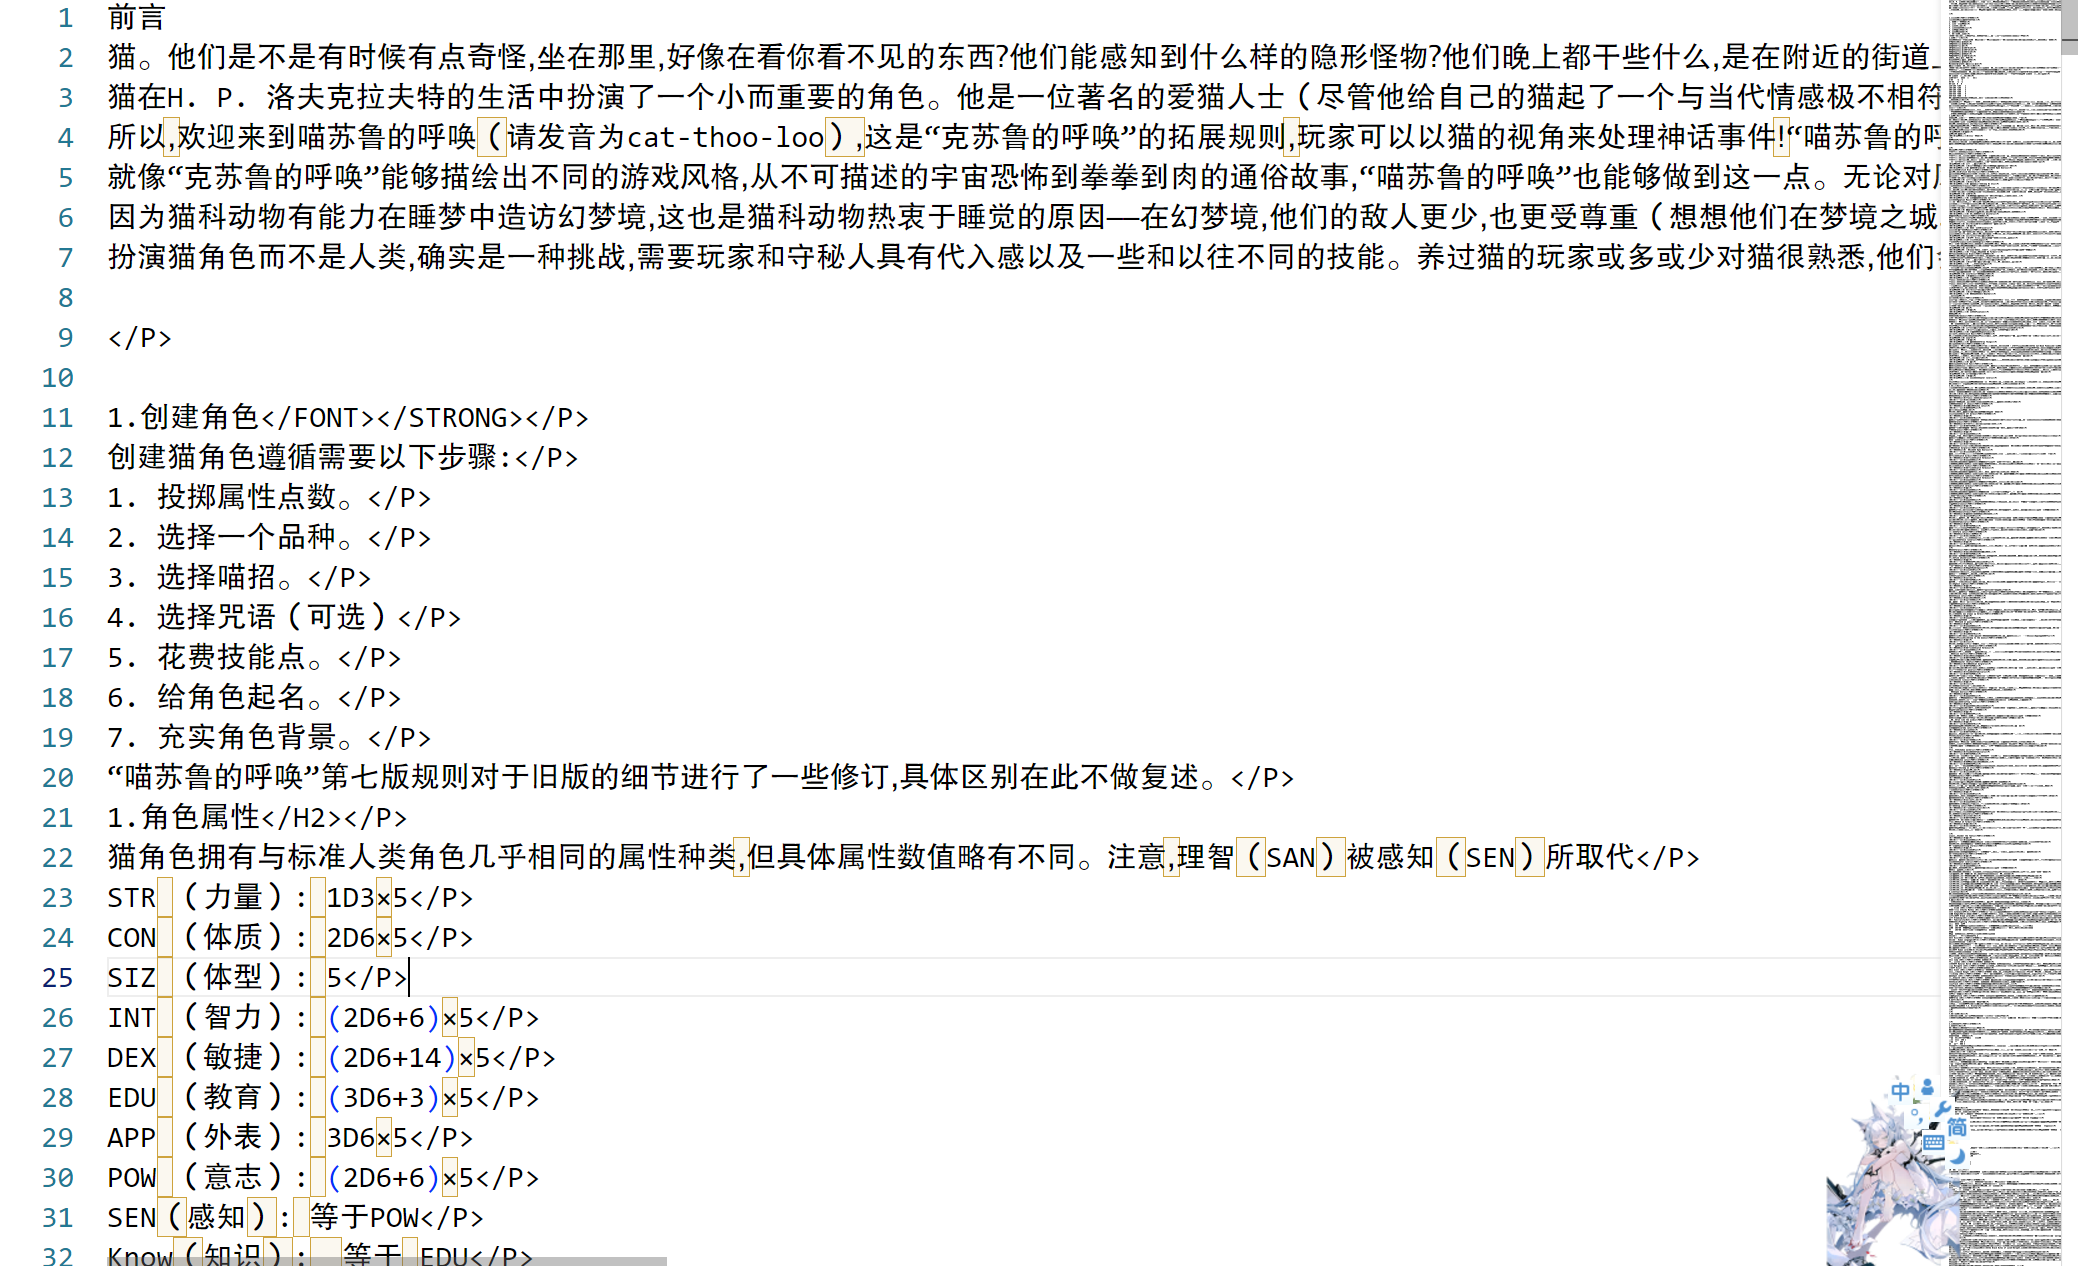 1 前言
2 猫。他们是不是有时候有点奇怪,坐在那里,好像在看你看不见的东西?他们能感知到什么样的隐形怪物?他们晚上都干些什么,是在附近的街道
3 猫在H. P. 洛夫克拉夫特的生活中扮演了一个小而重要的角色。他是一位著名的爱猫人士（尽管他给自己的猫起了一个与当代情感极不相符
4 所以,欢迎来到喵苏鲁的呼唤（请发音为cat-thoo-loo）,这是“克苏鲁的呼唤”的拓展规则,玩家可以以猫的视角来处理神话事件!“喵苏鲁的呼
5 就像“克苏鲁的呼唤”能够描绘出不同的游戏风格,从不可描述的宇宙恐怖到拳拳到肉的通俗故事,“喵苏鲁的呼唤”也能够做到这一点。无论对
6 因为猫科动物有能力在睡梦中造访幻梦境,这也是猫科动物热衷于睡觉的原因——在幻梦境,他们的敌人更少,也更受尊重（想想他们在梦境之城
7 扮演猫角色而不是人类,确实是一种挑战,需要玩家和守秘人具有代入感以及一些和以往不同的技能。养过猫的玩家或多或少对猫很熟悉,他们
8
9 </P>
10
11 1.创建角色</FONT></STRONG></P>
12 创建猫角色遵循需要以下步骤:</P>
13 1. 投掷属性点数。</P>
14 2. 选择一个品种。</P>
15 3. 选择喵招。</P>
16 4. 选择咒语（可选）</P>
17 5. 花费技能点。</P>
18 6. 给角色起名。</P>
19 7. 充实角色背景。</P>
20 “喵苏鲁的呼唤”第七版规则对于旧版的细节进行了一些修订,具体区别在此不做复述。</P>
21 1.角色属性</H2></P>
22 猫角色拥有与标准人类角色几乎相同的属性种类,但具体属性数值略有不同。注意,理智（SAN）被感知（SEN）所取代</P>
23 STR （力量）: 1D3×5</P>
24 CON （体质）: 2D6×5</P>
25 SIZ （体型）: 5</P>
26 INT （智力）: (2D6+6)×5</P>
27 DEX （敏捷）: (2D6+14)×5</P>
28 EDU （教育）: (3D6+3)×5</P>
29 APP （外表）: 3D6×5</P>
30 POW （意志）: (2D6+6)×5</P>
31 SEN（感知）: 等于POW</P>
32 Know（知识）: 等于 EDU</P>
中
简